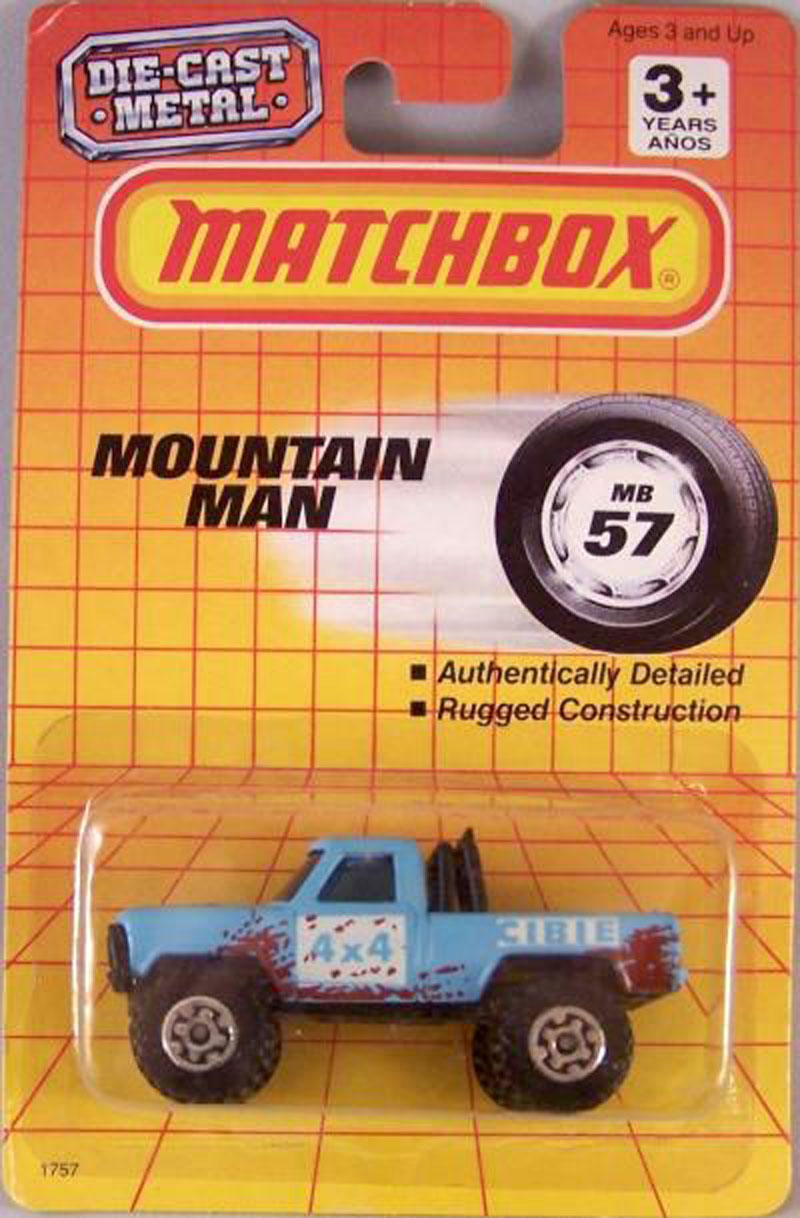 DIE-CAST
• METAL •
Ages 3 and Up
3+
YEARS
AÑOS
MATCHBOX®
MOUNTAIN
MAN
MB
57
■ Authentically Detailed
■ Rugged Construction
4x4
CIBIE
1757